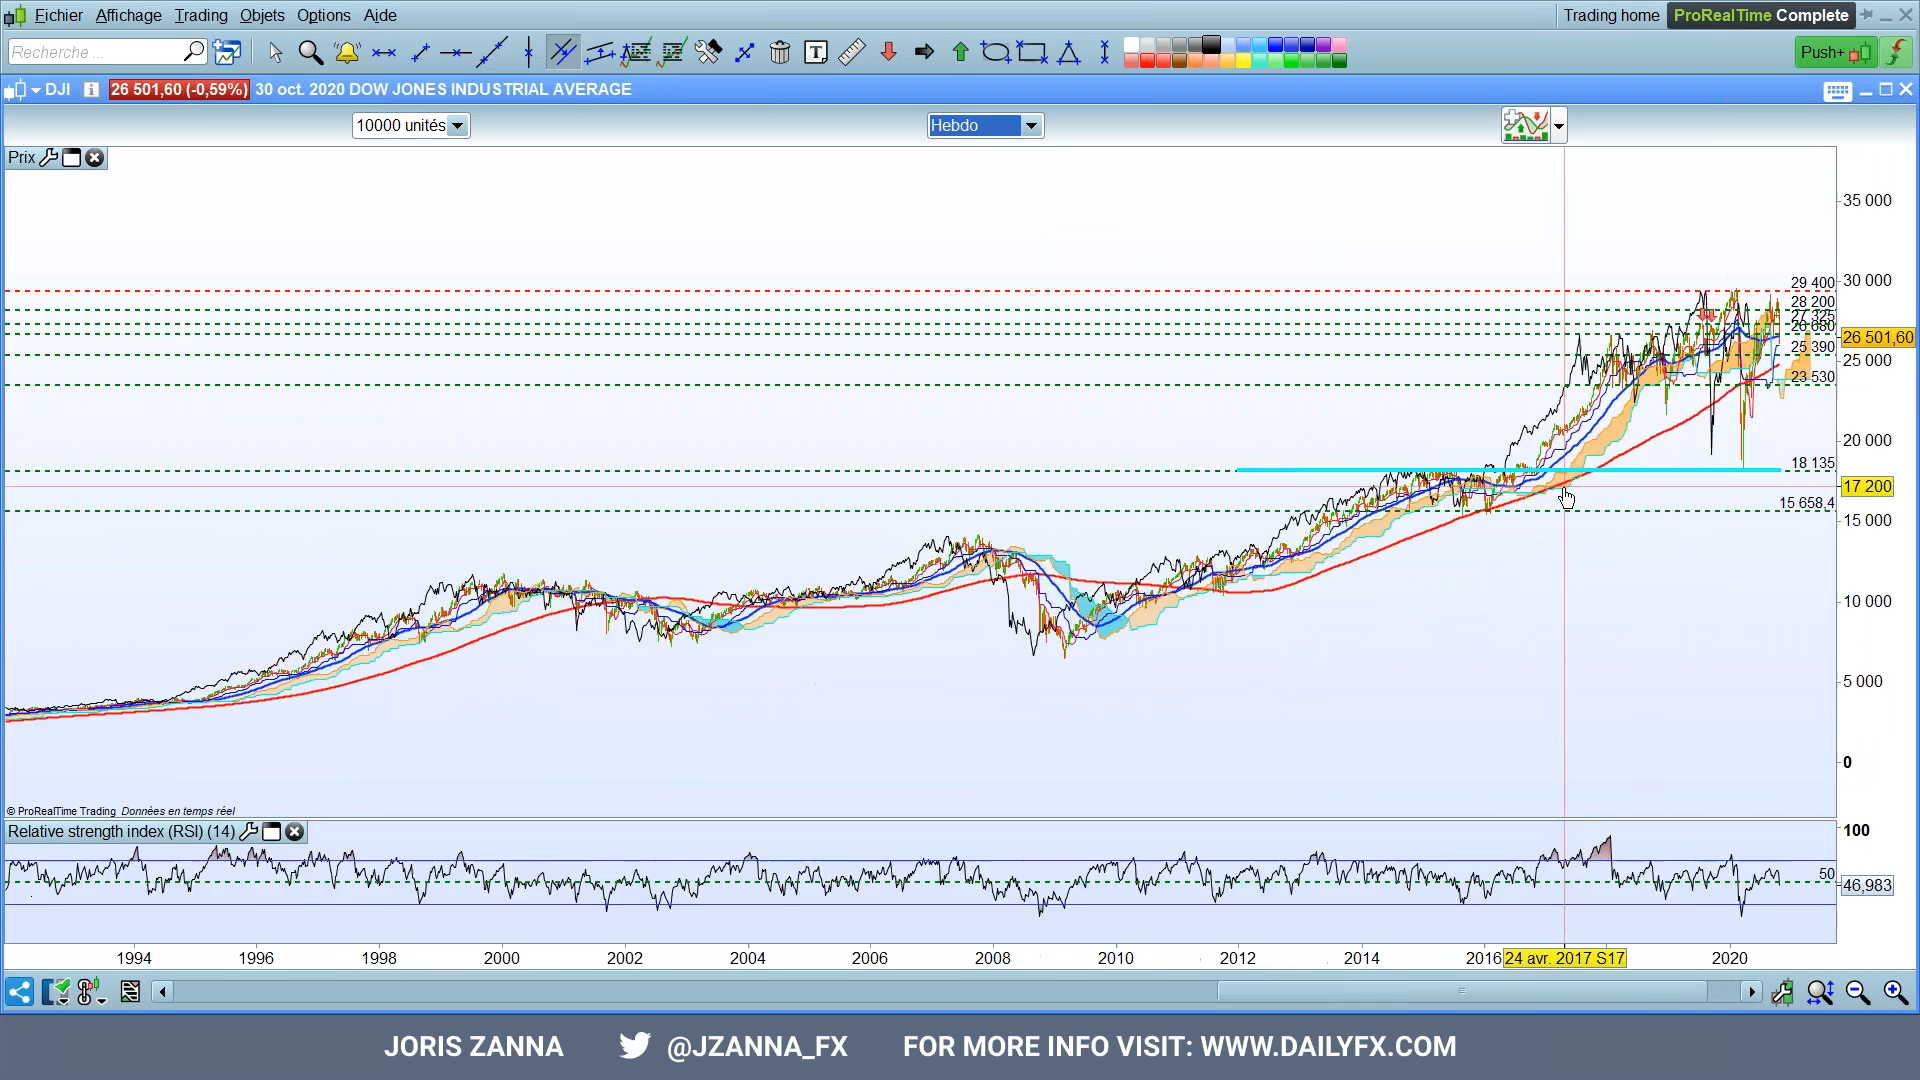 Fichier Affichage Trading Objets Options Aide
Trading home ProRealTime Complete
Recherche ...
Push+
DJI 26 501,60 (-0,59%) 30 oct. 2020 DOW JONES INDUSTRIAL AVERAGE
10000 unités Hebdo
Prix
35 000
30 000
29 400
28 200
27 325
26 680
26 501,60
25 390
25 000
23 530
20 000
18 135
17 200
15 658,4
15 000
10 000
5 000
0
© ProRealTime Trading Données en temps réel
Relative strength index (RSI) (14)
100
50
46,983
1994 1996 1998 2000 2002 2004 2006 2008 2010 2012 2014 2016 24 avr. 2017 S17 2020
JORIS ZANNA @JZANNA_FX FOR MORE INFO VISIT: WWW.DAILYFX.COM